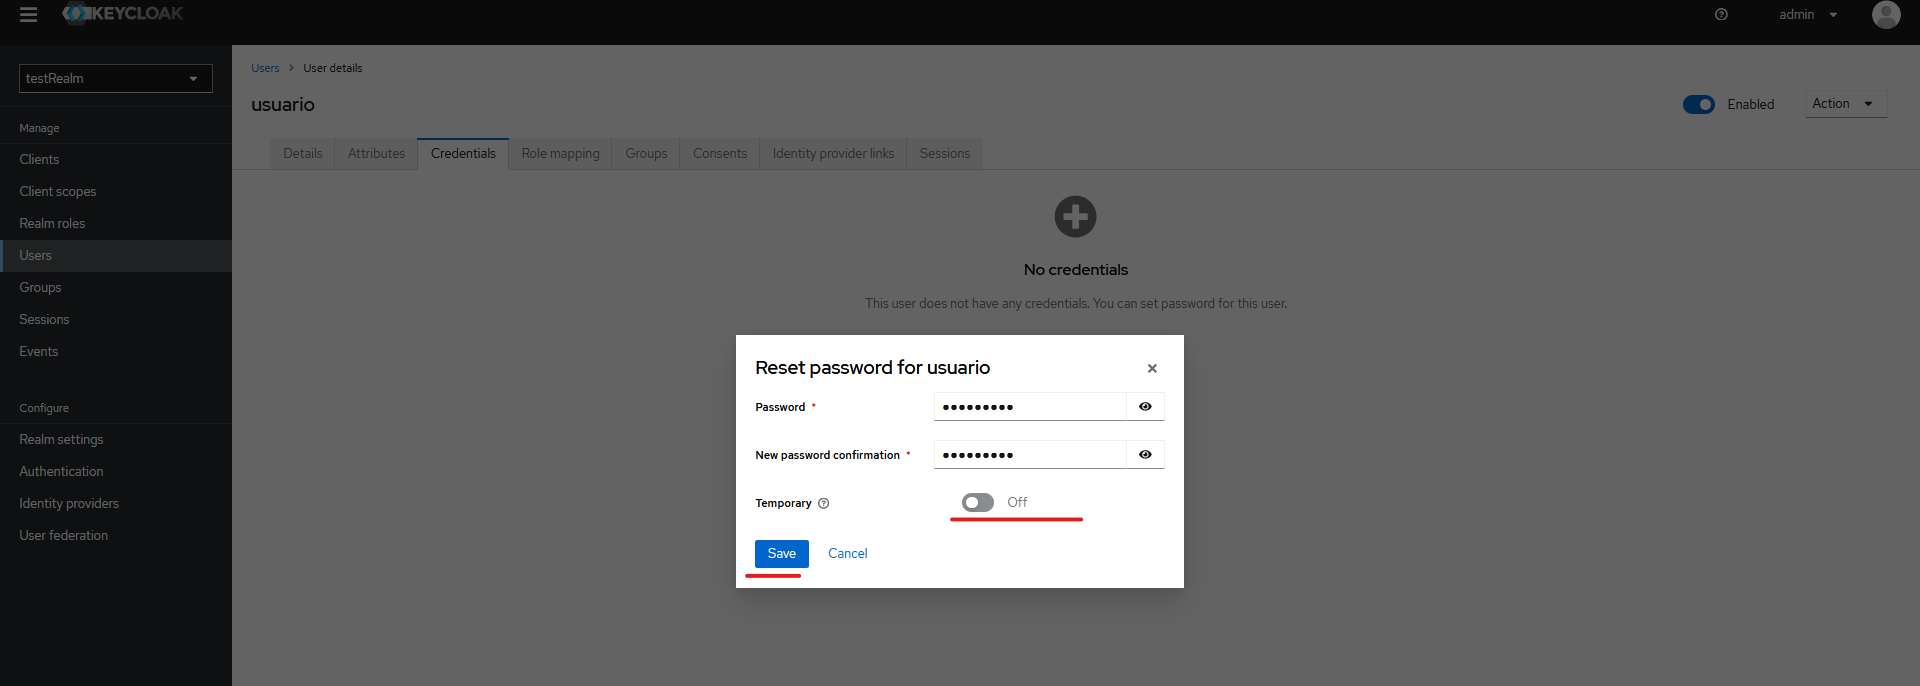 KEYCLOAK
admin
testRealm
Manage
Clients
Client scopes
Realm roles
Users
Groups
Sessions
Events
Configure
Realm settings
Authentication
Identity providers
User federation
Users > User details
usuario
Enabled
Action
Details Attributes Credentials Role mapping Groups Consents Identity provider links Sessions
No credentials
This user does not have any credentials. You can set password for this user.
Reset password for usuario
Password *
New password confirmation *
Temporary
Off
Save Cancel